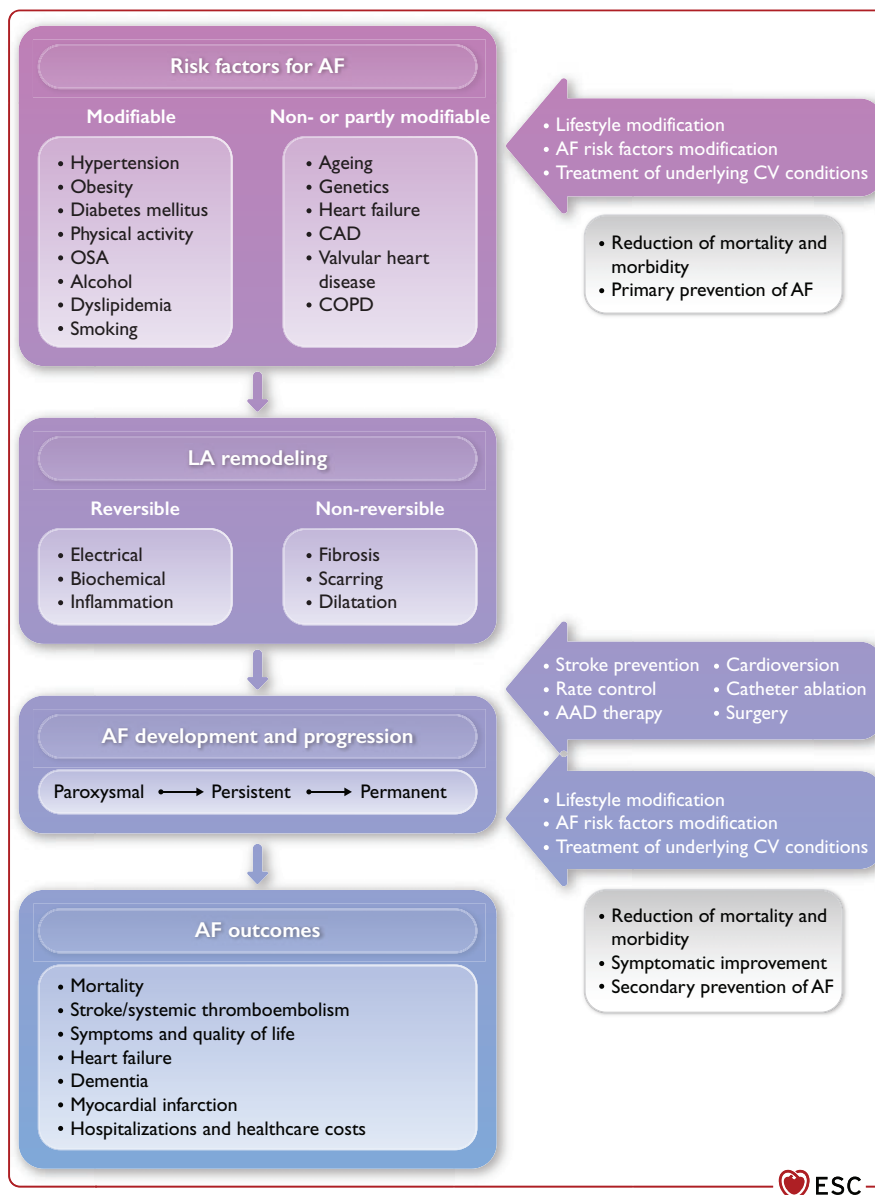 Risk factors for AF
Modifiable
• Hypertension
• Obesity
• Diabetes mellitus
• Physical activity
• OSA
• Alcohol
• Dyslipidemia
• Smoking
Non- or partly modifiable
• Ageing
• Genetics
• Heart failure
• CAD
• Valvular heart
disease
• COPD
• Lifestyle modification
• AF risk factors modification
• Treatment of underlying CV conditions
• Reduction of mortality and
morbidity
• Primary prevention of AF
LA remodeling
Reversible
• Electrical
• Biochemical
• Inflammation
Non-reversible
• Fibrosis
• Scarring
• Dilatation
• Stroke prevention
• Rate control
• AAD therapy
• Cardioversion
• Catheter ablation
• Surgery
AF development and progression
Paroxysmal Persistent Permanent
• Lifestyle modification
• AF risk factors modification
• Treatment of underlying CV conditions
• Reduction of mortality and
morbidity
• Symptomatic improvement
• Secondary prevention of AF
AF outcomes
• Mortality
• Stroke/systemic thromboembolism
• Symptoms and quality of life
• Heart failure
• Dementia
• Myocardial infarction
• Hospitalizations and healthcare costs
ESC